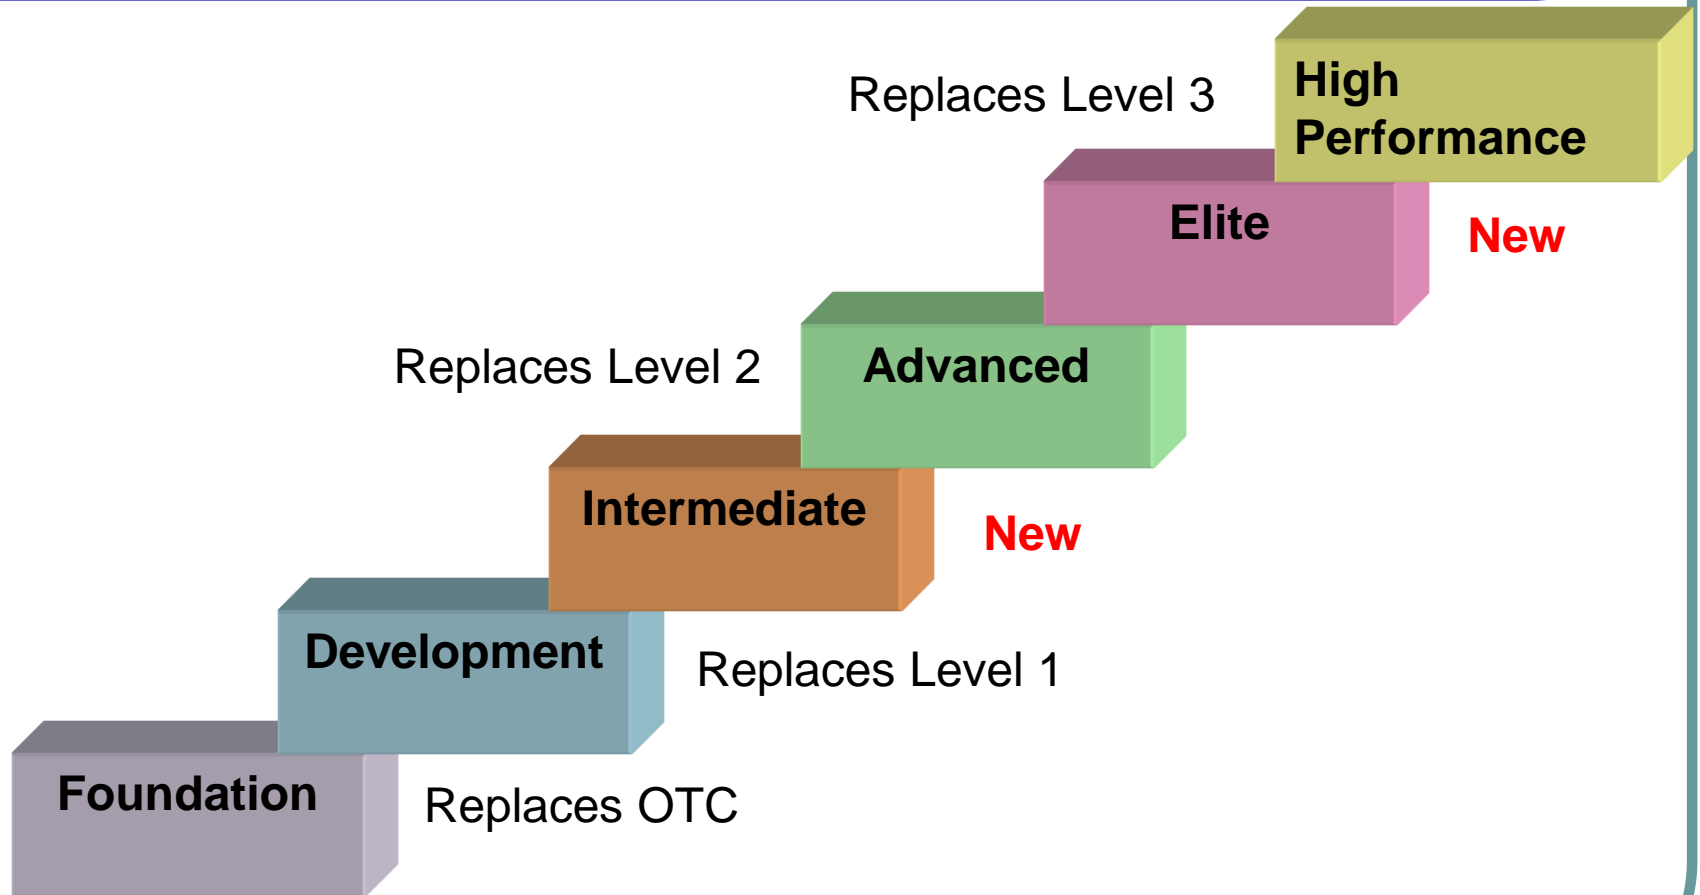 High
Performance
Replaces Level 3
Elite
New
Advanced
Replaces Level 2
Intermediate
New
Development
Replaces Level 1
Foundation
Replaces OTC